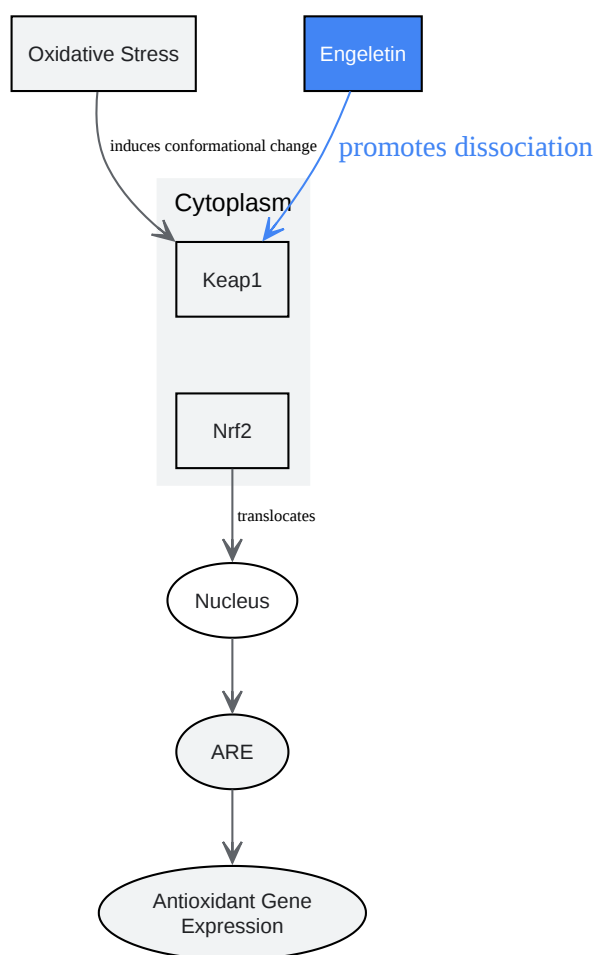 Oxidative Stress
Engeletin
induces conformational change
promotes dissociation
Cytoplasm
Keap1
Nrf2
translocates
Nucleus
ARE
Antioxidant Gene
Expression